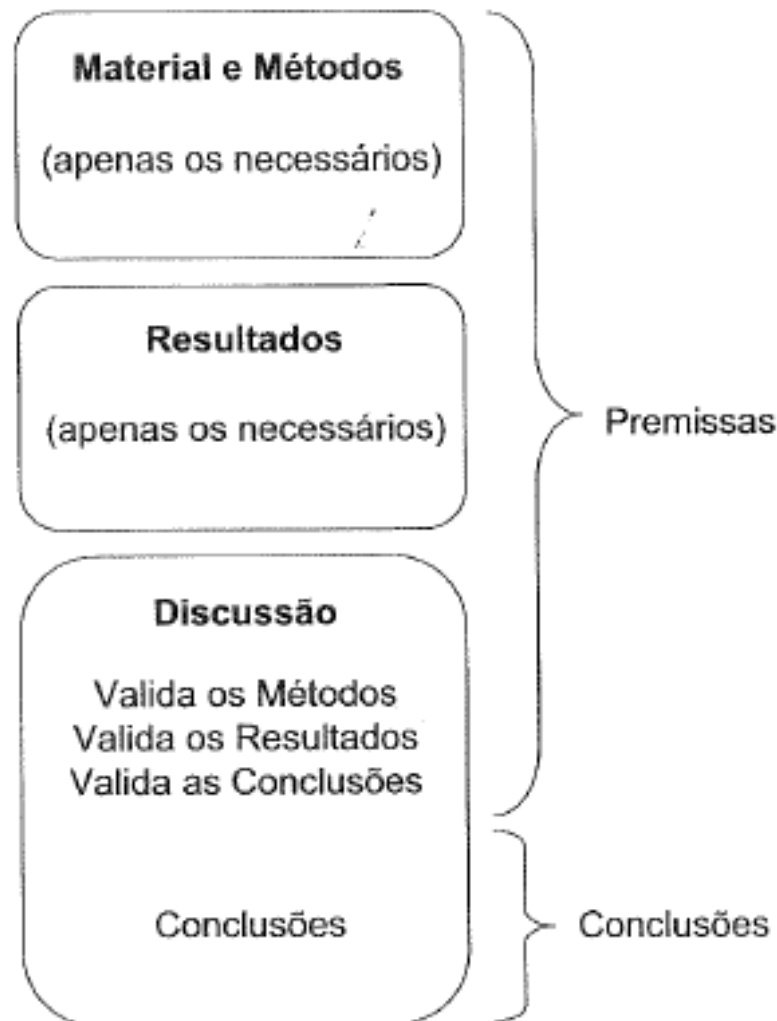 Material e Métodos
(apenas os necessários)
Resultados
(apenas os necessários)
Premissas
Discussão
Valida os Métodos
Valida os Resultados
Valida as Conclusões
Conclusões
Conclusões